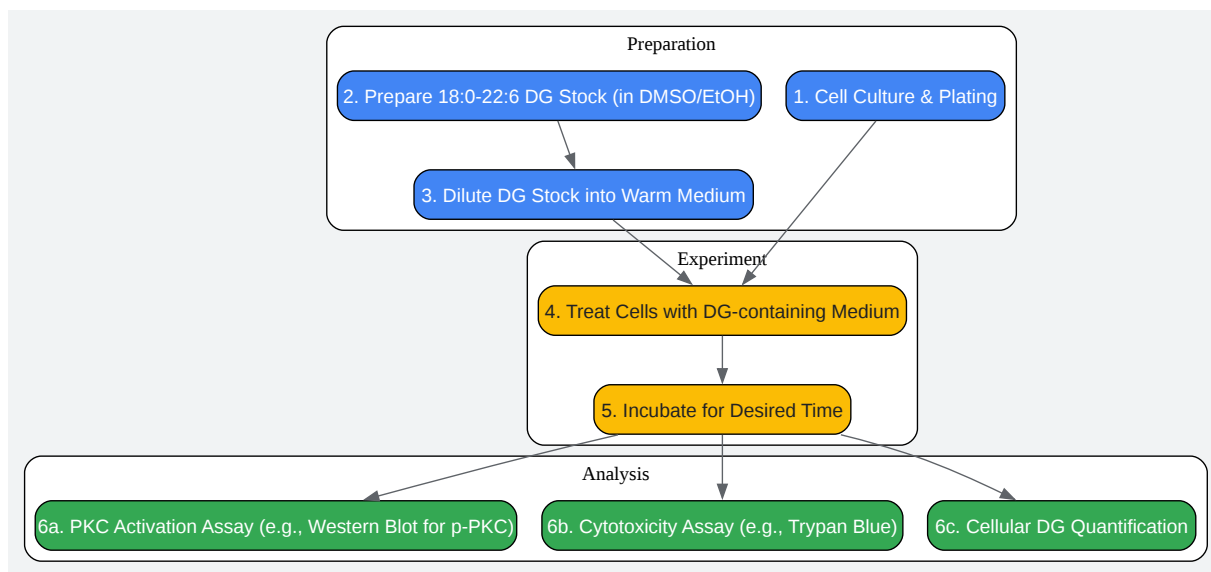 Preparation
2. Prepare 18:0-22:6 DG Stock (in DMSO/EtOH)
1. Cell Culture & Plating
3. Dilute DG Stock into Warm Medium
Experiment
4. Treat Cells with DG-containing Medium
5. Incubate for Desired Time
Analysis
6a. PKC Activation Assay (e.g., Western Blot for p-PKC)
6b. Cytotoxicity Assay (e.g., Trypan Blue)
6c. Cellular DG Quantification